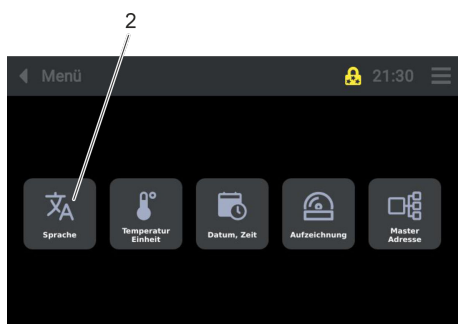 2
Menü
21:30
Sprache
Temperatur
Einheit
Datum, Zeit
Aufzeichnung
Master
Adresse